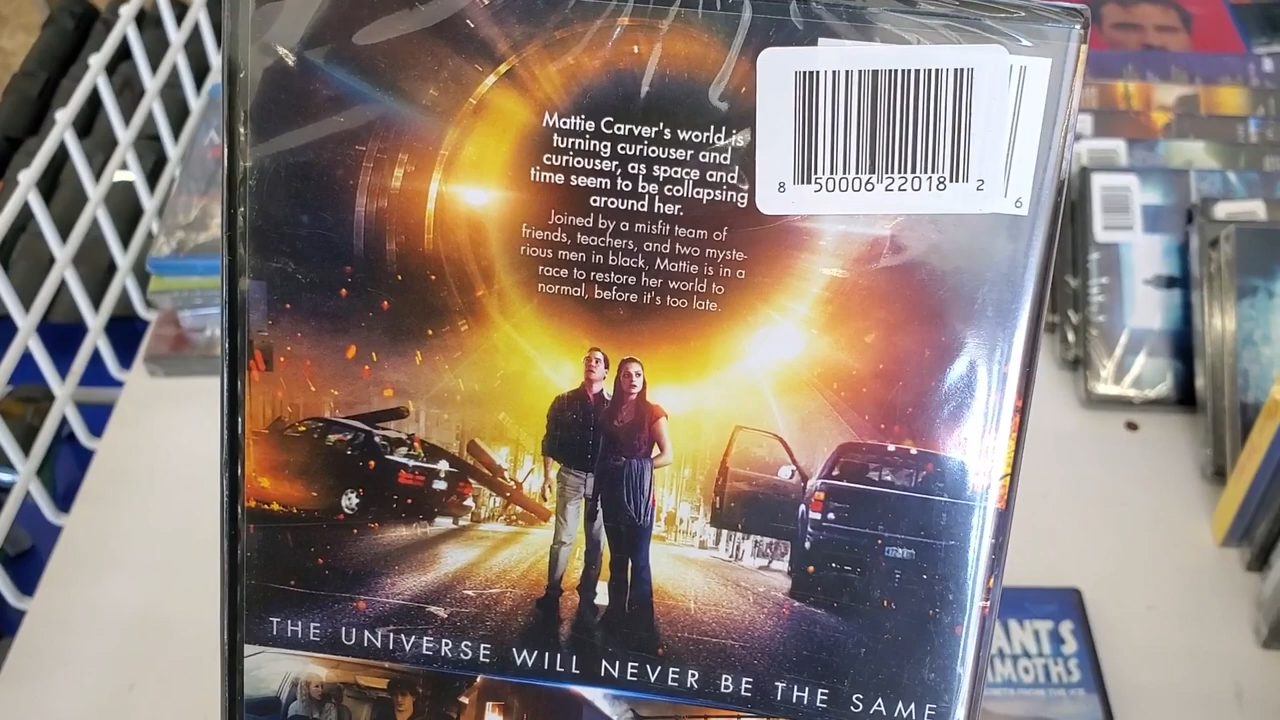 Mattie Carver's world is
turning curiouser and
curiouser, as space and
time seem to be collapsing
around her.
Joined by a misfit team of
friends, teachers, and two myste-
rious men in black, Mattie is in a
race to restore her world to
normal, before it's too late.
8 50006 22018 2
6
THE UNIVERSE WILL NEVER BE THE SAME
ANTS
MOTHS